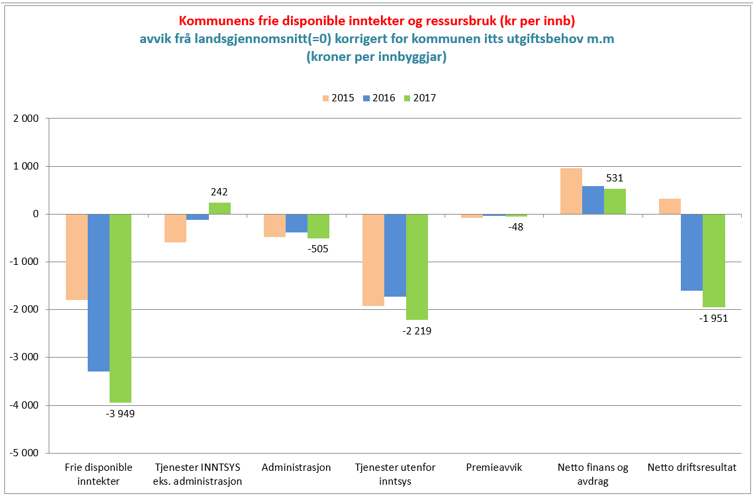 Kommunens frie disponible inntekter og ressursbruk (kr per innb)
avvik frå landsgjennomsnitt(=0) korrigert for kommunen itts utgiftsbehov m.m
(kroner per innbyggjar)
2015 2016 2017
2 000
1 000
0
-1 000
-2 000
-3 000
-4 000
-5 000
-3 949
242
-505
-2 219
-48
531
-1 951
Frie disponible
inntekter
Tjenester INNTSYS
eks. administrasjon
Administrasjon
Tjenester utenfor
inntsys
Premieavvik
Netto finans og
avdrag
Netto driftsresultat